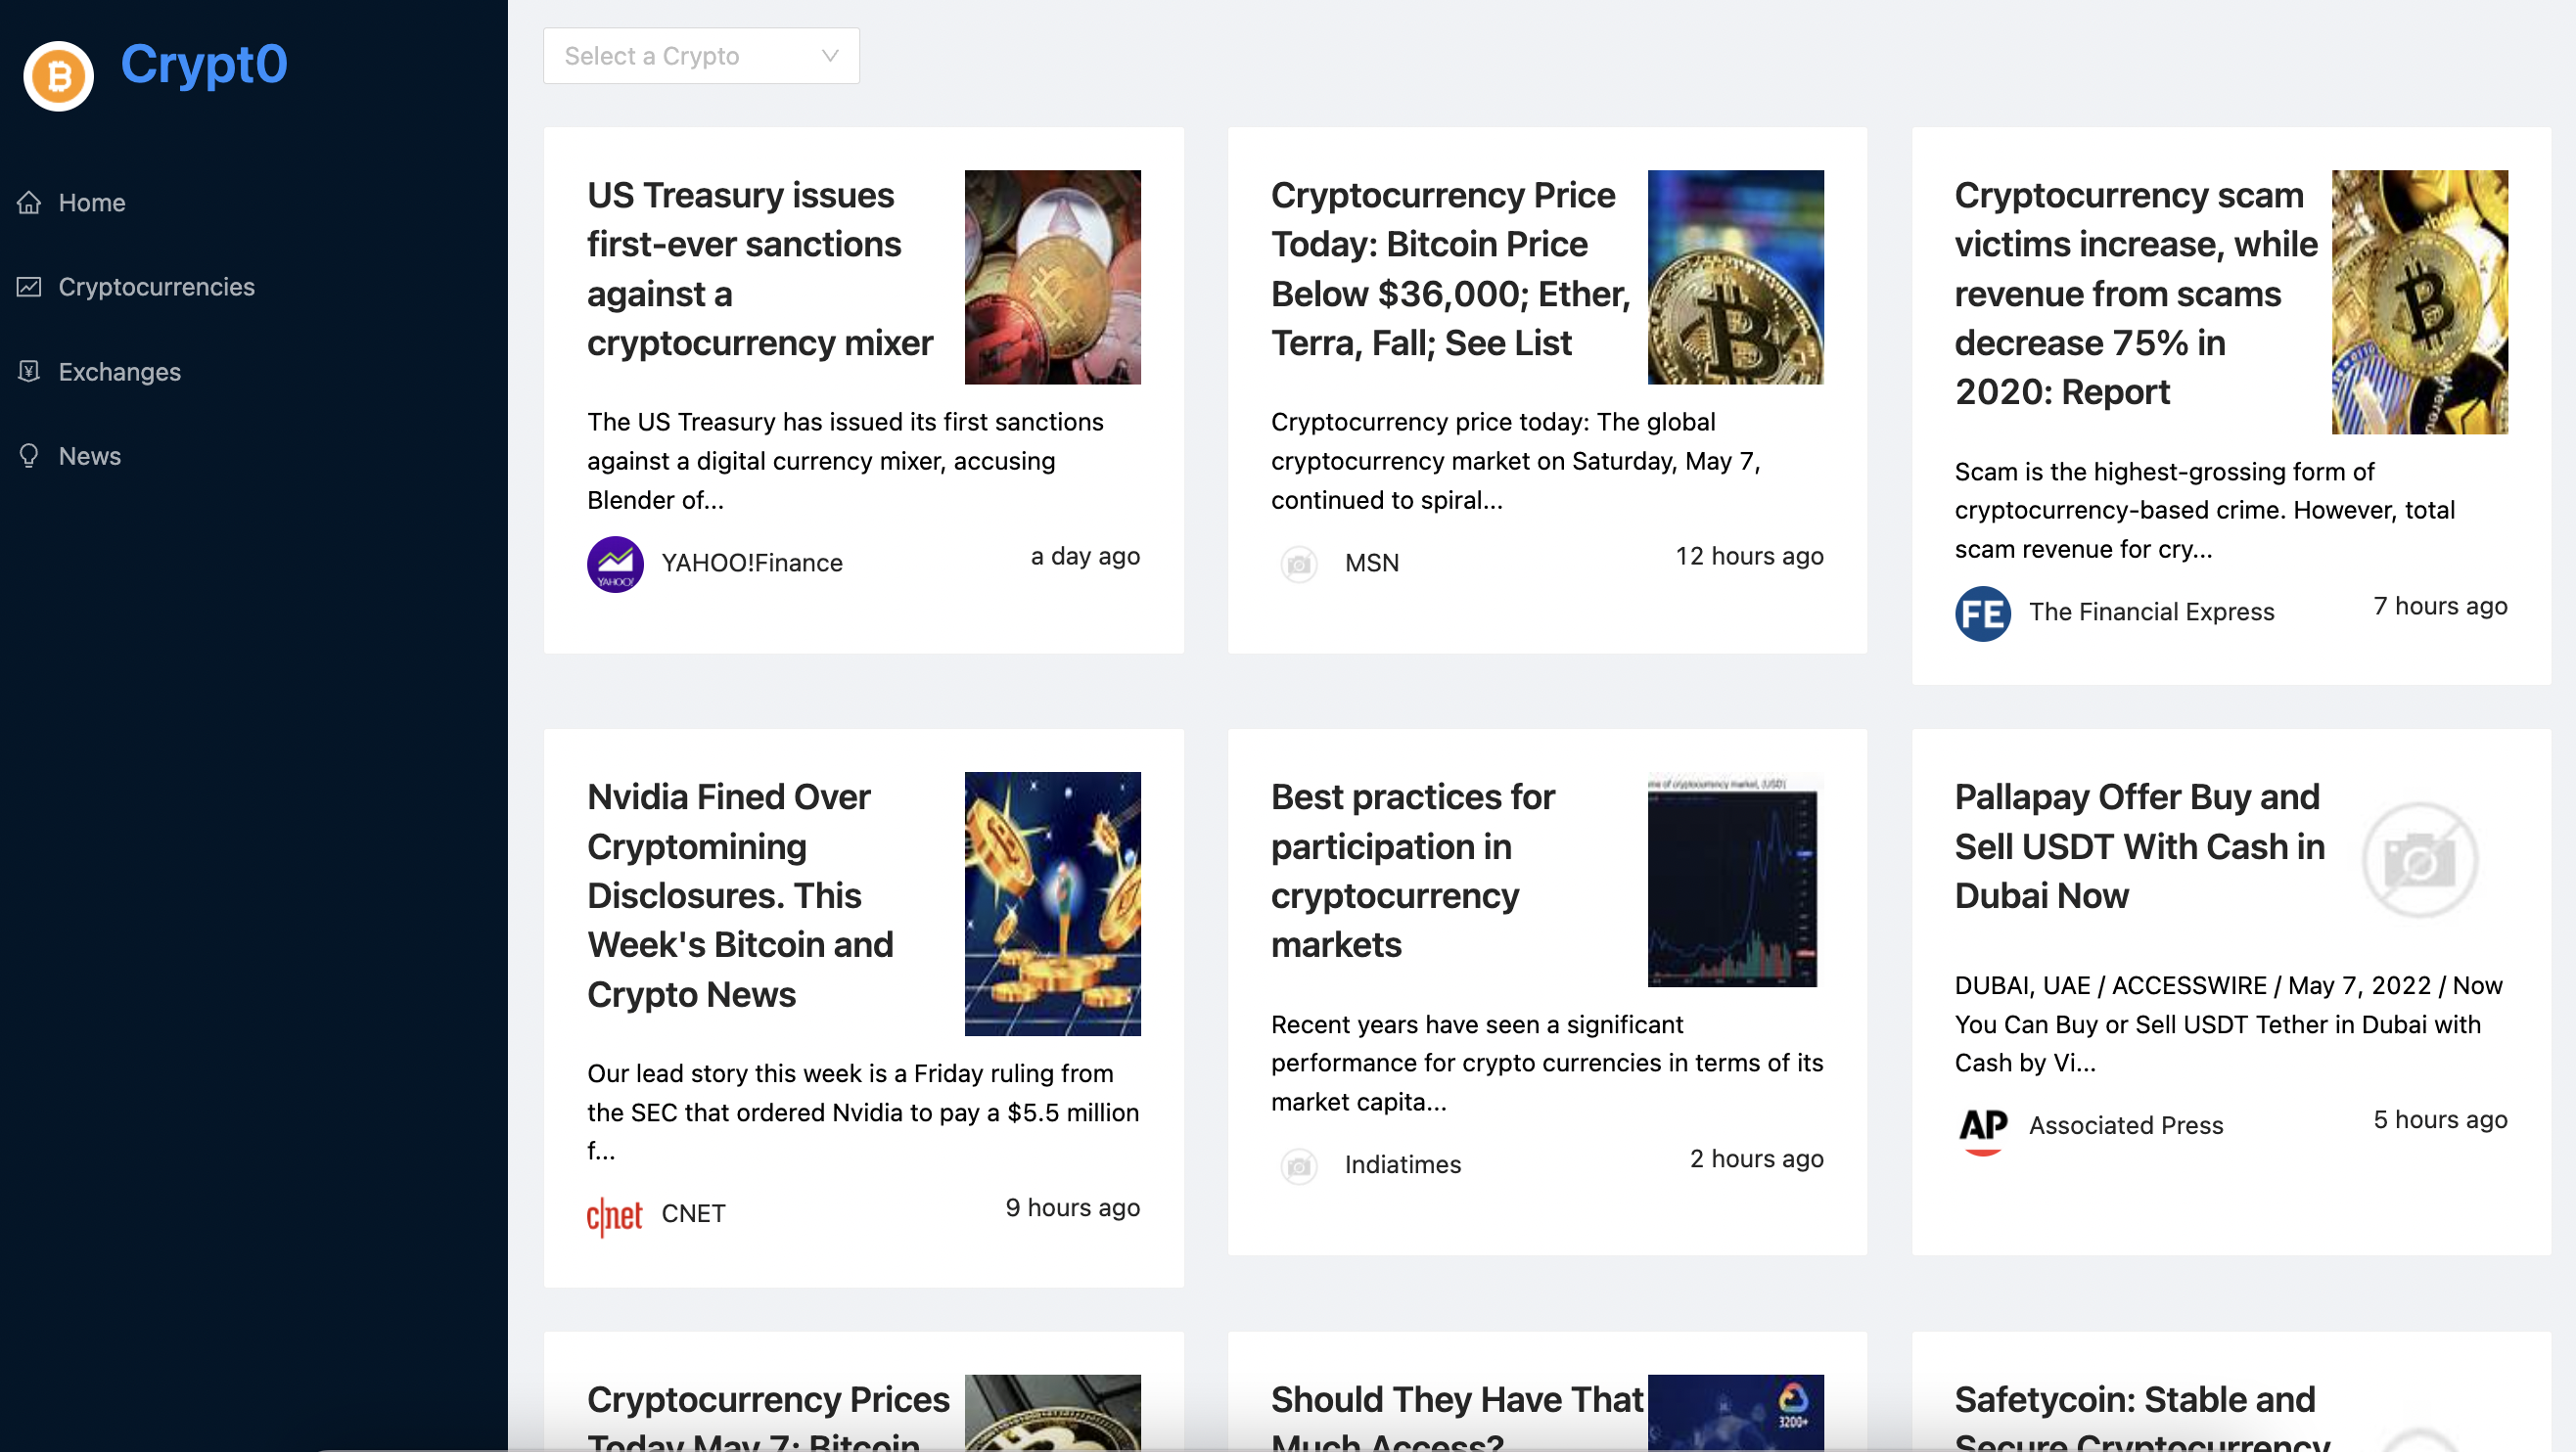 Crypt0
Home
Cryptocurrencies
Exchanges
News
Select a Crypto
US Treasury issues
first-ever sanctions
against a
cryptocurrency mixer
The US Treasury has issued its first sanctions
against a digital currency mixer, accusing
Blender of...
YAHOO!
YAHOO!Finance
a day ago
Cryptocurrency Price
Today: Bitcoin Price
Below $36,000; Ether,
Terra, Fall; See List
Cryptocurrency price today: The global
cryptocurrency market on Saturday, May 7,
continued to spiral...
MSN
12 hours ago
Cryptocurrency scam
victims increase, while
revenue from scams
decrease 75% in
2020: Report
Scam is the highest-grossing form of
cryptocurrency-based crime. However, total
scam revenue for cry...
FE
The Financial Express
7 hours ago
Nvidia Fined Over
Cryptomining
Disclosures. This
Week's Bitcoin and
Crypto News
Our lead story this week is a Friday ruling from
the SEC that ordered Nvidia to pay a $5.5 million
f...
c|net
CNET
9 hours ago
Best practices for
participation in
cryptocurrency
markets
me of cryptocurrency market, (USD)
Recent years have seen a significant
performance for crypto currencies in terms of its
market capita...
Indiatimes
2 hours ago
Pallapay Offer Buy and
Sell USDT With Cash in
Dubai Now
DUBAI, UAE / ACCESSWIRE / May 7, 2022 / Now
You Can Buy or Sell USDT Tether in Dubai with
Cash by Vi...
AP
Associated Press
5 hours ago
Cryptocurrency Prices
Today May 7: Bitcoin
Should They Have That
Much Access?
3200+
Safetycoin: Stable and
Secure Cryptocurrency